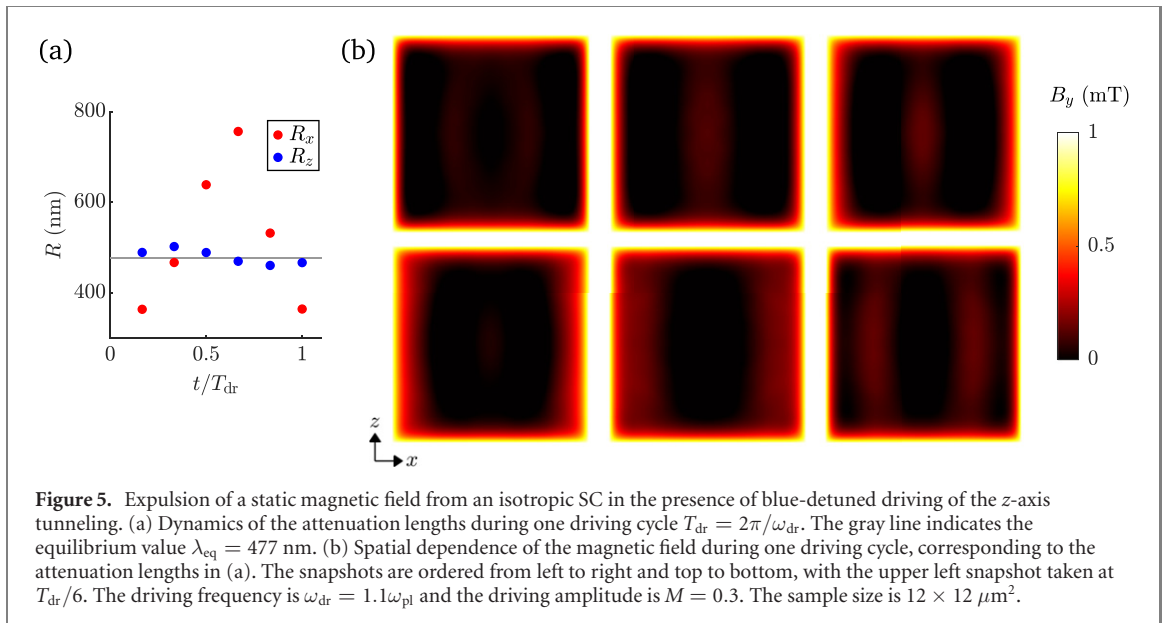 (a)
800
600
400
R (nm)
R_x
R_z
0
0.5
1
t/T_dr
(b)
B_y (mT)
1
0.5
0
z
x
Figure 5. Expulsion of a static magnetic field from an isotropic SC in the presence of blue-detuned driving of the z-axis
tunneling. (a) Dynamics of the attenuation lengths during one driving cycle T_dr = 2π/ω_dr. The gray line indicates the
equilibrium value λ_eq = 477 nm. (b) Spatial dependence of the magnetic field during one driving cycle, corresponding to the
attenuation lengths in (a). The snapshots are ordered from left to right and top to bottom, with the upper left snapshot taken at
T_dr/6. The driving frequency is ω_dr = 1.1ω_pl and the driving amplitude is M = 0.3. The sample size is 12 × 12 μm².